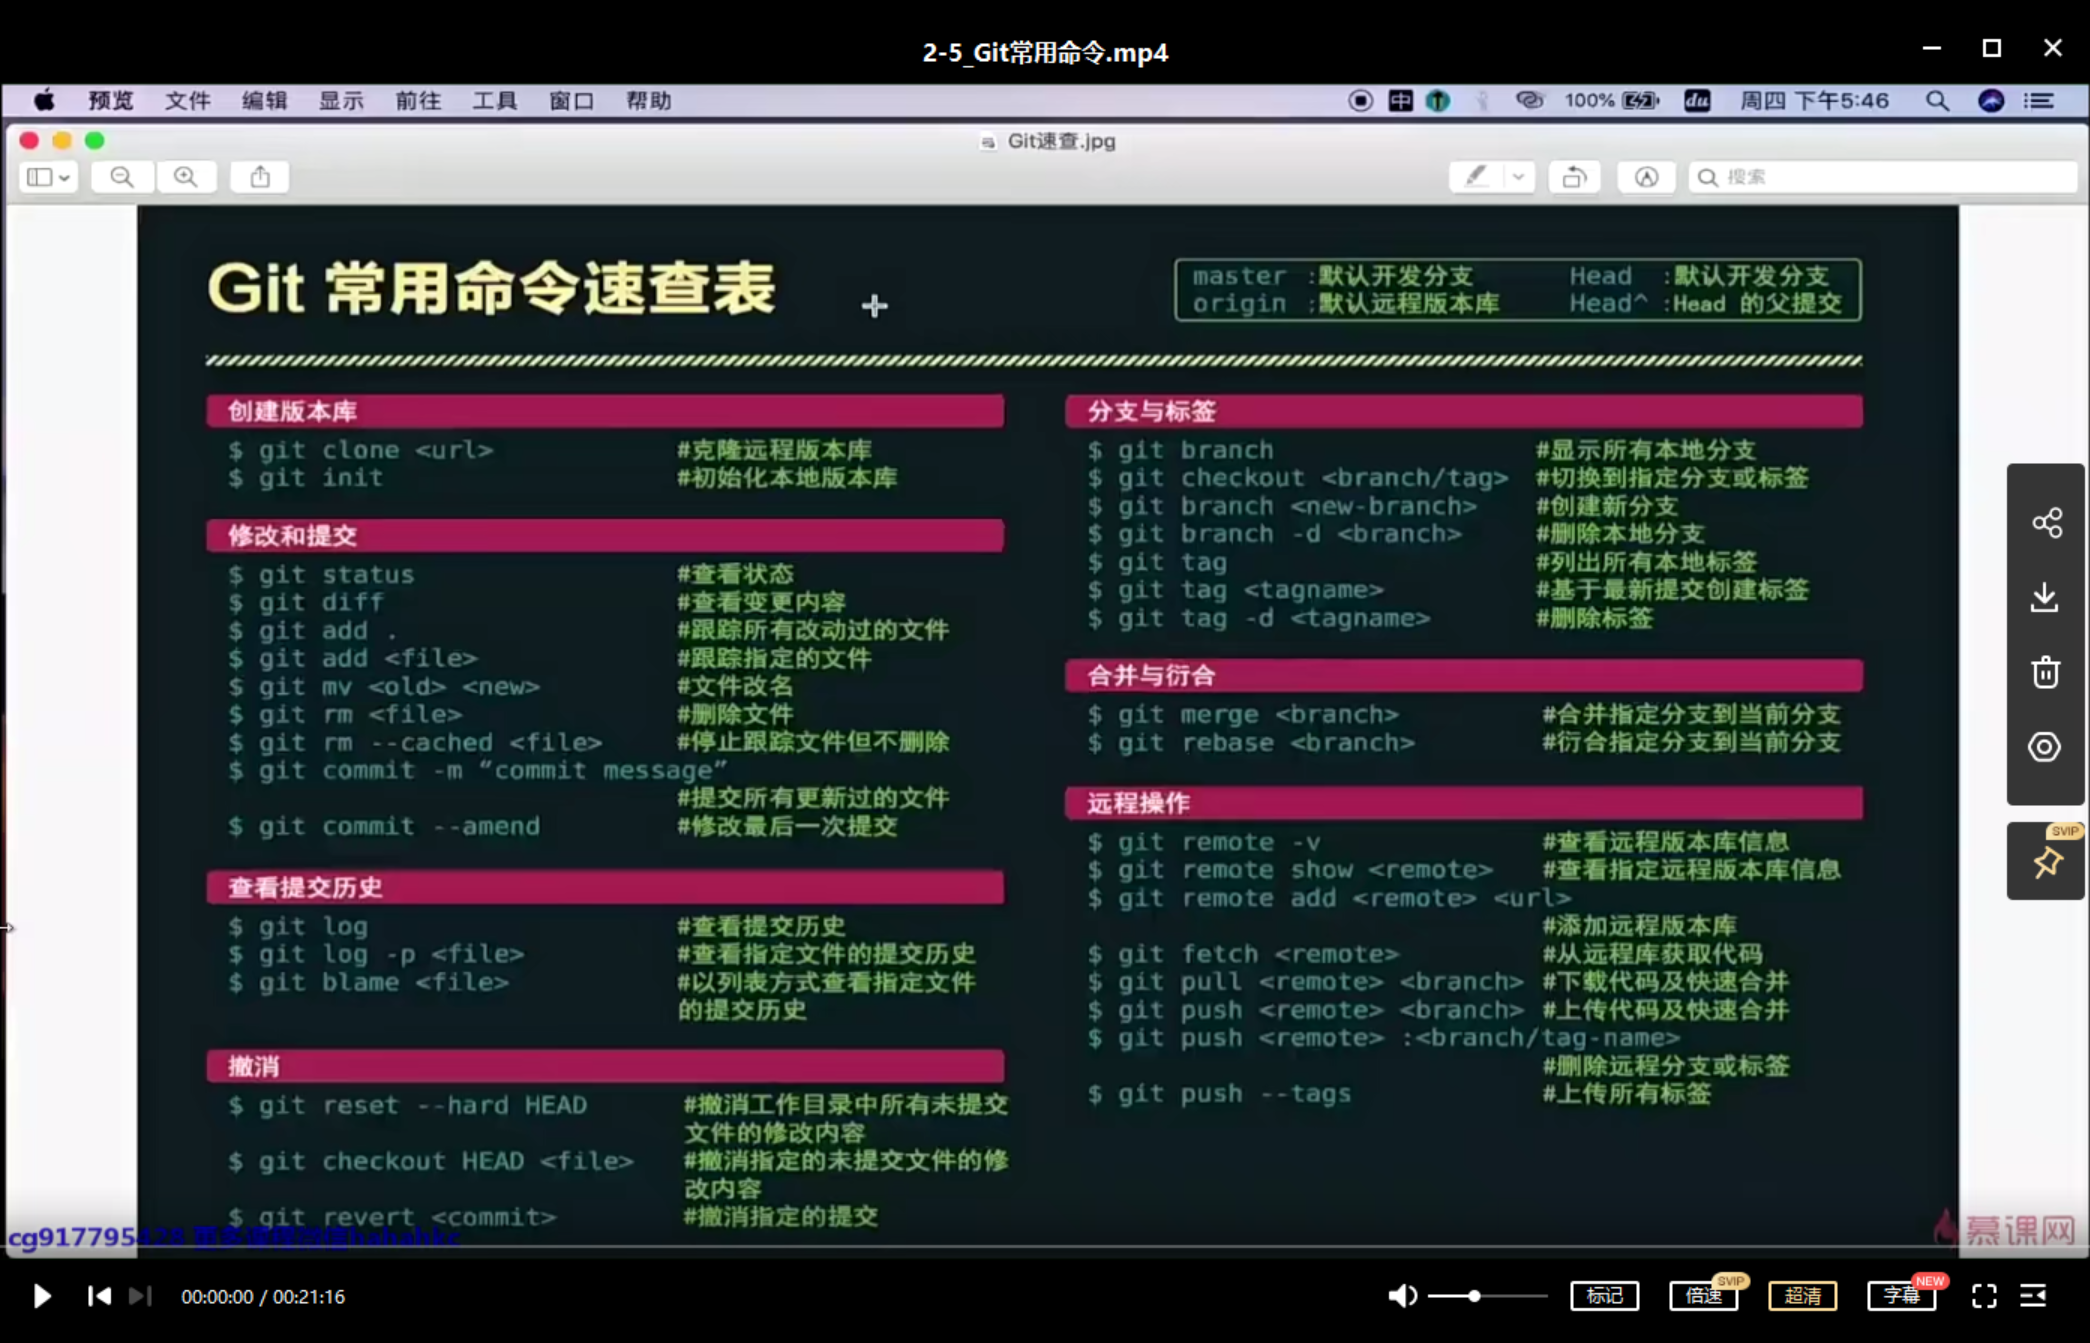 2-5_Git常用命令.mp4
预览 文件 编辑 显示 前往 工具 窗口 帮助 中 100% du 周四 下午5:46
Git速查.jpg
搜索
Git 常用命令速查表
master :默认开发分支 Head :默认开发分支
origin :默认远程版本库 Head^ :Head 的父提交
创建版本库
$ git clone <url> #克隆远程版本库
$ git init #初始化本地版本库
修改和提交
$ git status #查看状态
$ git diff #查看变更内容
$ git add . #跟踪所有改动过的文件
$ git add <file> #跟踪指定的文件
$ git mv <old> <new> #文件改名
$ git rm <file> #删除文件
$ git rm --cached <file> #停止跟踪文件但不删除
$ git commit -m “commit message”
#提交所有更新过的文件
$ git commit --amend #修改最后一次提交
查看提交历史
$ git log #查看提交历史
$ git log -p <file> #查看指定文件的提交历史
$ git blame <file> #以列表方式查看指定文件
的提交历史
撤消
$ git reset --hard HEAD #撤消工作目录中所有未提交
文件的修改内容
$ git checkout HEAD <file> #撤消指定的未提交文件的修
改内容
$ git revert <commit> #撤消指定的提交
分支与标签
$ git branch #显示所有本地分支
$ git checkout <branch/tag> #切换到指定分支或标签
$ git branch <new-branch> #创建新分支
$ git branch -d <branch> #删除本地分支
$ git tag #列出所有本地标签
$ git tag <tagname> #基于最新提交创建标签
$ git tag -d <tagname> #删除标签
合并与衍合
$ git merge <branch> #合并指定分支到当前分支
$ git rebase <branch> #衍合指定分支到当前分支
远程操作
$ git remote -v #查看远程版本库信息
$ git remote show <remote> #查看指定远程版本库信息
$ git remote add <remote> <url>
#添加远程版本库
$ git fetch <remote> #从远程库获取代码
$ git pull <remote> <branch> #下载代码及快速合并
$ git push <remote> <branch> #上传代码及快速合并
$ git push <remote> :<branch/tag-name>
#删除远程分支或标签
$ git push --tags #上传所有标签
SVIP
慕课网
00:00:00 / 00:21:16
标记 倍速 SVIP 超清 字幕 NEW